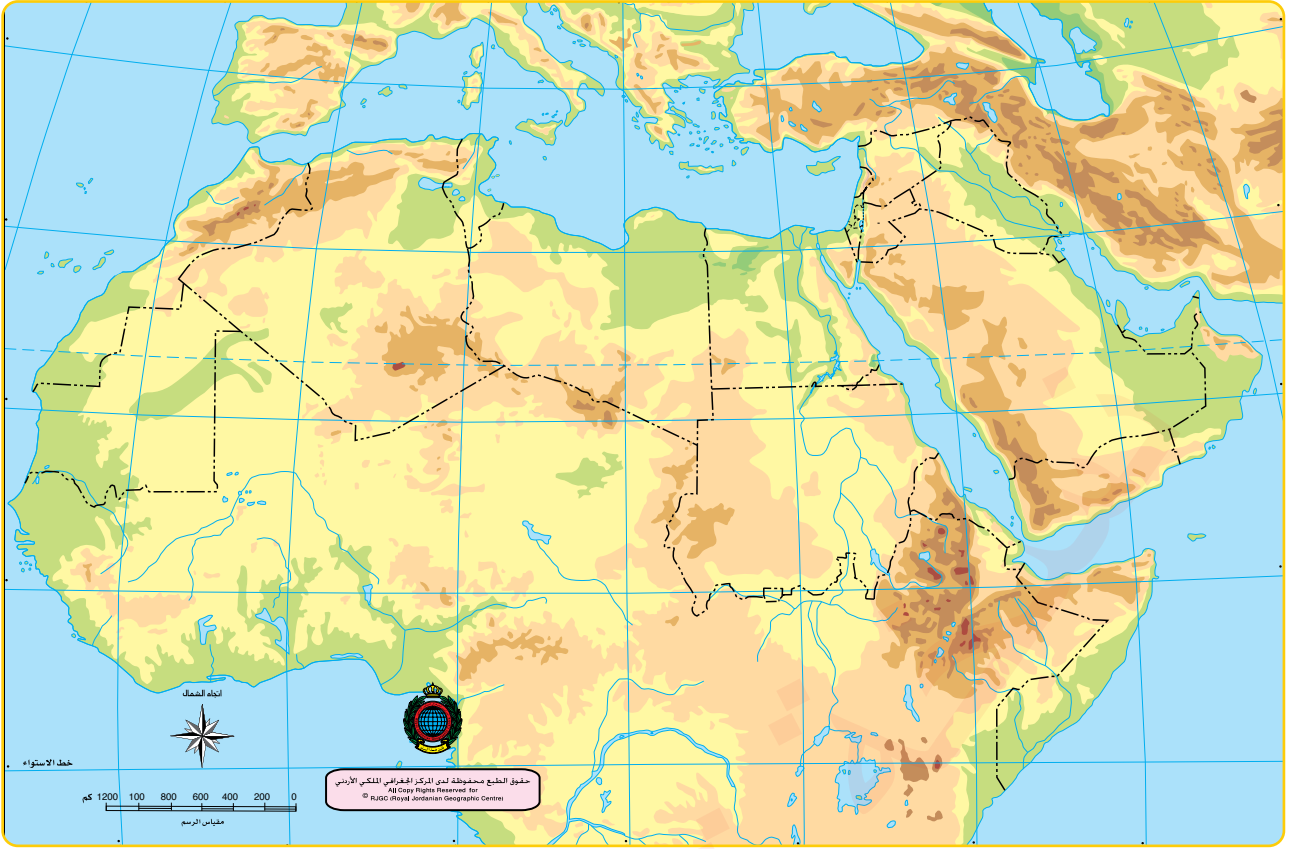 اتجاه الشمال
خط الاستواء
كم 1200 1000 800 600 400 200 0
مقياس الرسم
حقوق الطبع محفوظة لدى المركز الجغرافي الملكي الأردني
All Copy Rights Reserved for
© RJGC (Royal Jordanian Geographic Centre)